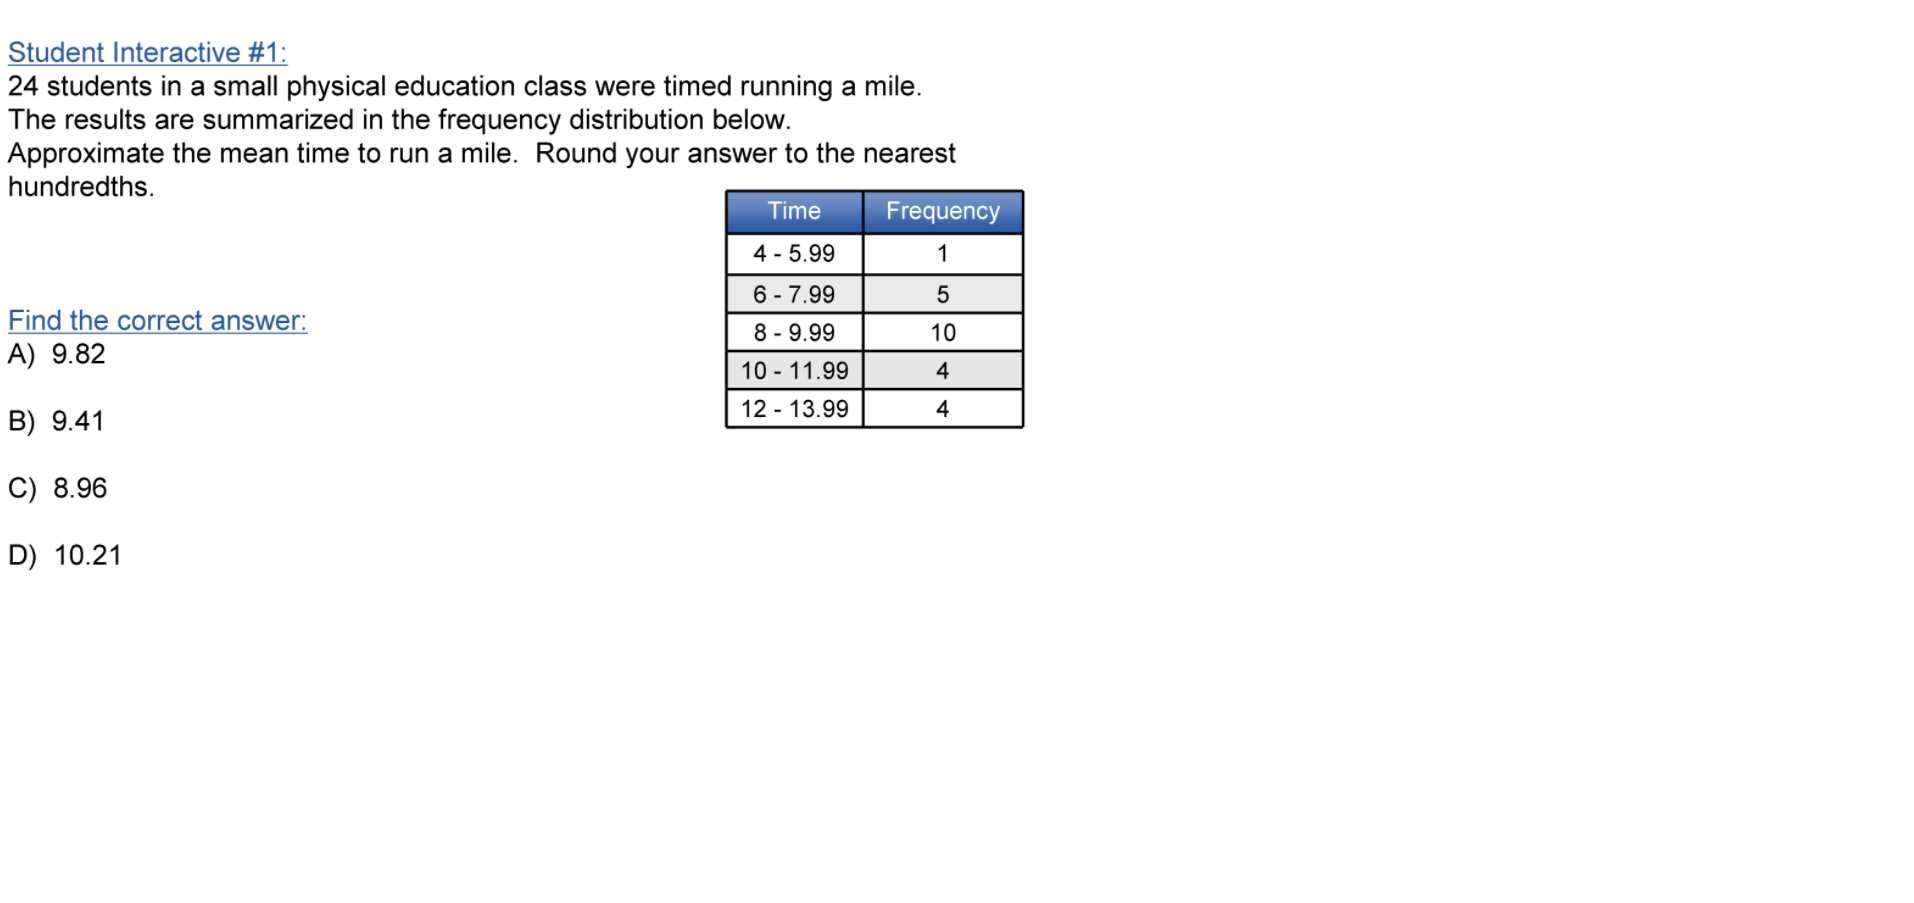 Student Interactive #1:
24 students in a small physical education class were timed running a mile.
The results are summarized in the frequency distribution below.
Approximate the mean time to run a mile.  Round your answer to the nearest
hundredths.
Time Frequency
4 - 5.99 1
6 - 7.99 5
8 - 9.99 10
10 - 11.99 4
12 - 13.99 4
Find the correct answer:
A)  9.82
B)  9.41
C)  8.96
D)  10.21